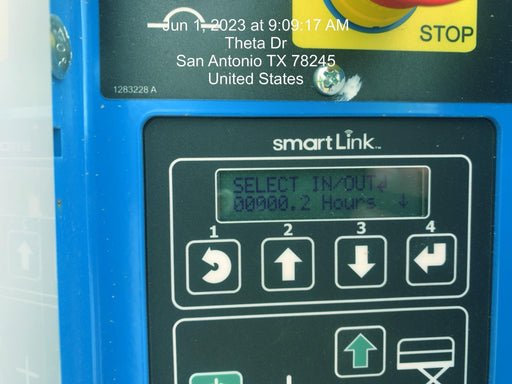 Jun 1, 2023 at 9:09:17 AM
Theta Dr
San Antonio TX 78245
United States
STOP
1283228 A
smartLink™
SELECT IN/OUT↲
00000.2 Hours ↓
1 2 3 4